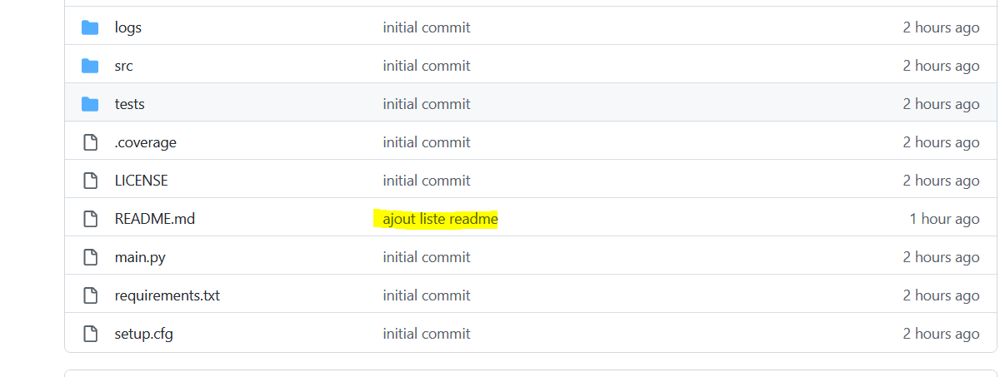 logs initial commit 2 hours ago
src initial commit 2 hours ago
tests initial commit 2 hours ago
.coverage initial commit 2 hours ago
LICENSE initial commit 2 hours ago
README.md ajout liste readme 1 hour ago
main.py initial commit 2 hours ago
requirements.txt initial commit 2 hours ago
setup.cfg initial commit 2 hours ago